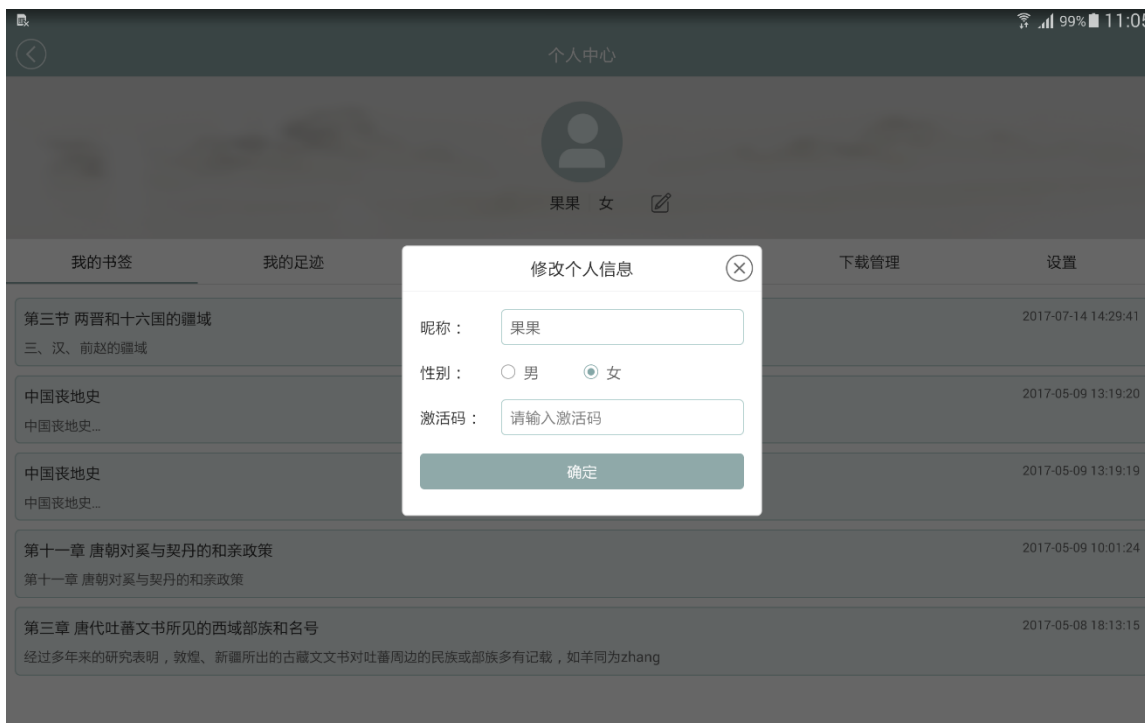 99% 11:05
个人中心
果果 女
我的书签 我的足迹 下载管理 设置
修改个人信息
昵称：果果
性别：男 女
激活码：请输入激活码
确定
第三节 两晋和十六国的疆域 2017-07-14 14:29:41
三、汉、前赵的疆域
中国丧地史 2017-05-09 13:19:20
中国丧地史...
中国丧地史 2017-05-09 13:19:19
中国丧地史...
第十一章 唐朝对奚与契丹的和亲政策 2017-05-09 10:01:24
第十一章 唐朝对奚与契丹的和亲政策
第三章 唐代吐蕃文书所见的西域部族和名号 2017-05-08 18:13:15
经过多年来的研究表明，敦煌、新疆所出的古藏文文书对吐蕃周边的民族或部族多有记载，如羊同为zhang